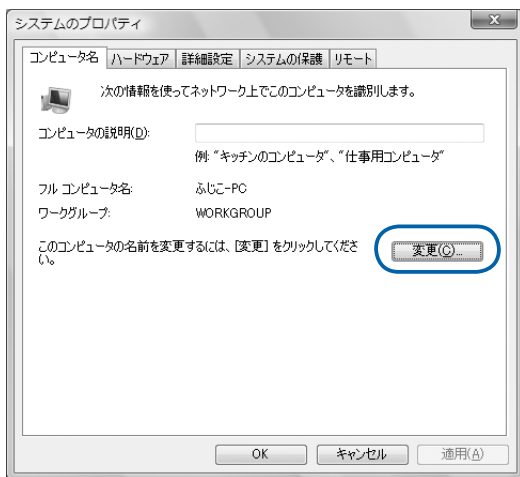 システムのプロパティ
コンピュータ名 ハードウェア 詳細設定 システムの保護 リモート
次の情報を使ってネットワーク上でこのコンピュータを識別します。
コンピュータの説明(D):
例: "キッチンのコンピュータ"、"仕事用コンピュータ"
フル コンピュータ名: ふじこ-PC
ワークグループ: WORKGROUP
このコンピュータの名前を変更するには、[変更] をクリックしてくださ
い。
変更(C)...
OK キャンセル 適用(A)